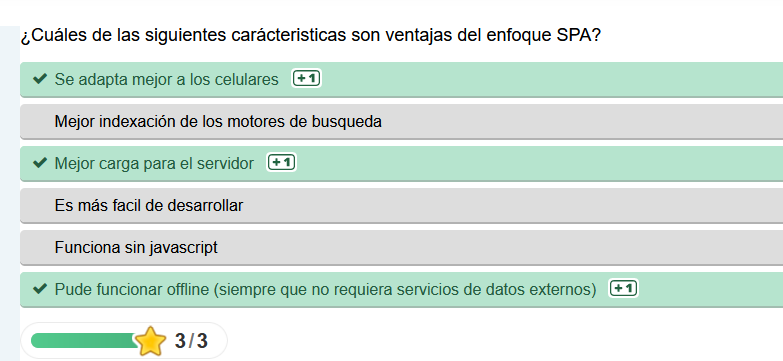 ¿Cuáles de las siguientes carácteristicas son ventajas del enfoque SPA?
Se adapta mejor a los celulares +1
Mejor indexación de los motores de busqueda
Mejor carga para el servidor +1
Es más facil de desarrollar
Funciona sin javascript
Pude funcionar offline (siempre que no requiera servicios de datos externos) +1
3/3